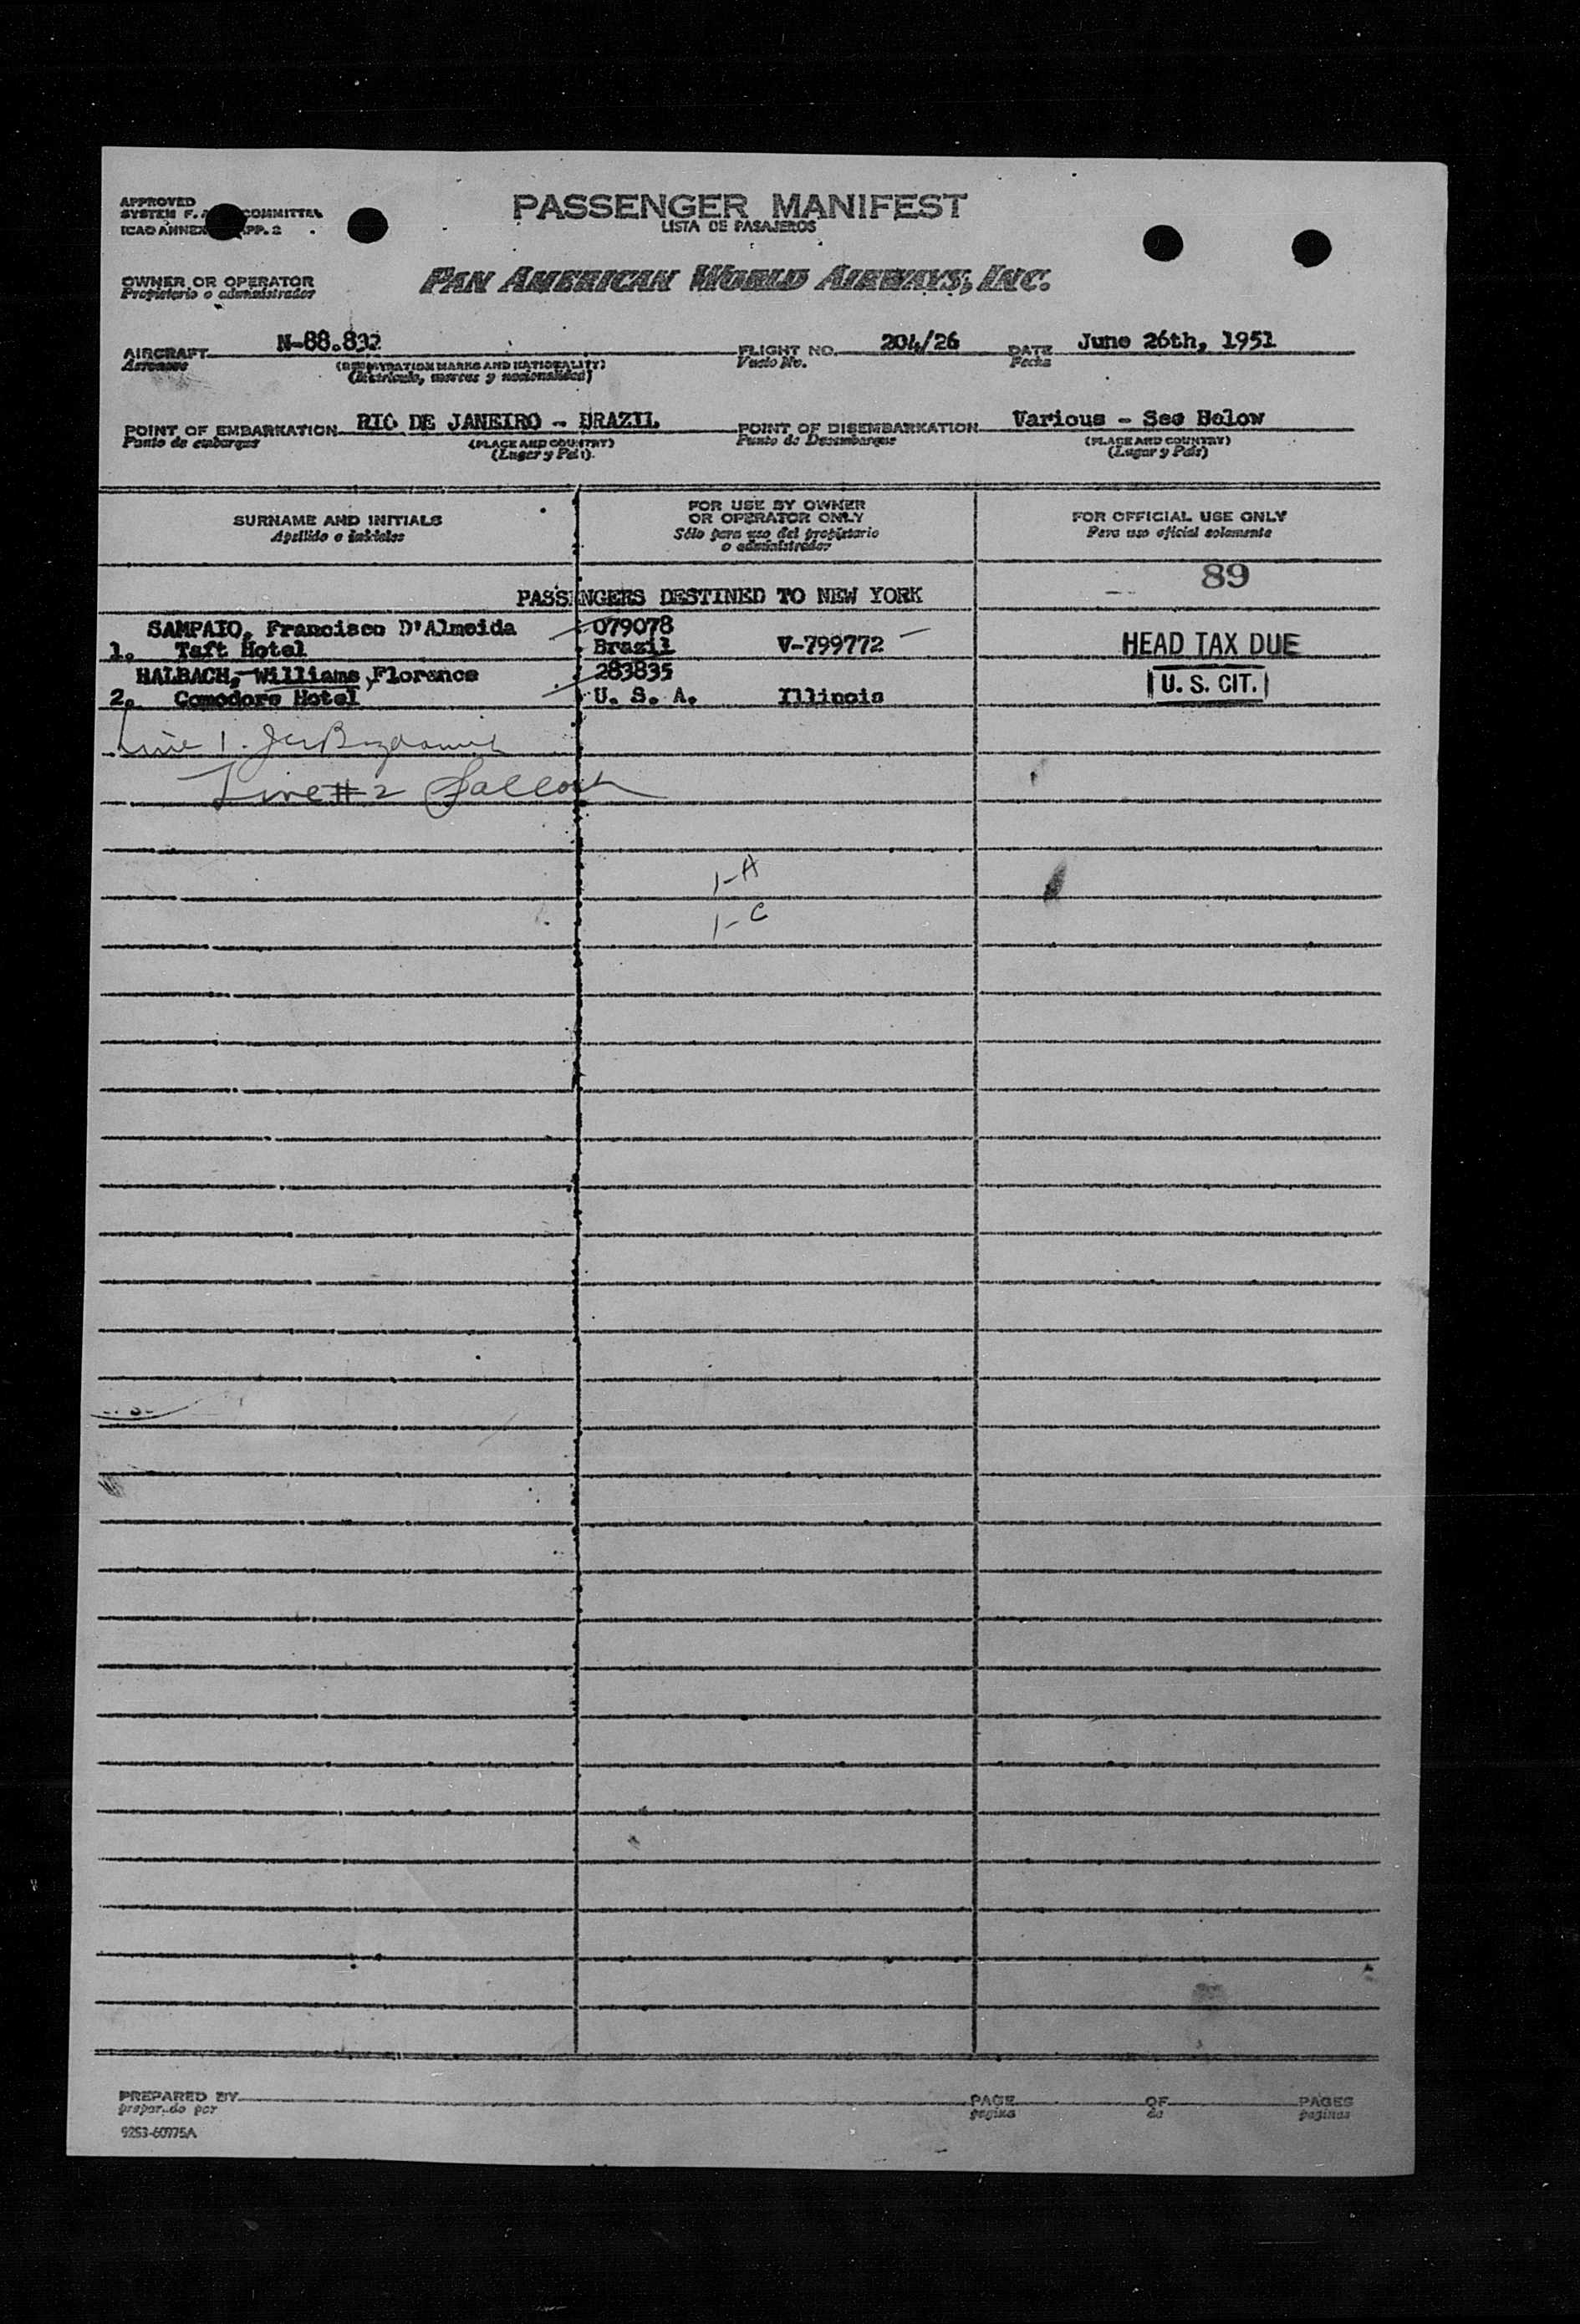 APPROVED
SYSTEM F. COMMITTEE
ICAO ANNEX APP. 2
PASSENGER MANIFEST
LISTA DE PASAJEROS
OWNER OR OPERATOR
Propietario o administrador
PAN AMERICAN WORLD AIRWAYS, INC.
AIRCRAFT N-88.832 FLIGHT NO. 204/26 DATE June 26th, 1951
Aeronave (REGISTRATION MARKS AND NATIONALITY) Vuelo No. Fecha
(Matricula, marcas y nacionalidad)
POINT OF EMBARKATION RIO DE JANEIRO - BRAZIL POINT OF DISEMBARKATION Various - See Below
Punto de embarque (PLACE AND COUNTRY) Punto de Desembarque (PLACE AND COUNTRY)
(Lugar y País) (Lugar y País)
SURNAME AND INITIALS
Apellido e iniciales
FOR USE BY OWNER
OR OPERATOR ONLY
Sólo para uso del propietario
o administrador
FOR OFFICIAL USE ONLY
Para uso oficial solamente
89
PASSENGERS DESTINED TO NEW YORK
SAMPAIO, Francisco D'Almeida 079078
1. Taft Hotel Brazil V-799772 HEAD TAX DUE
HALBACH, Williams, Florence 283835
2. Comodore Hotel U. S. A. Illinois U. S. CIT.
Line 1.
Line #2
1-A
1-C
PREPARED BY PAGE OF PAGES
preparado por pagina de paginas
9253-60775A